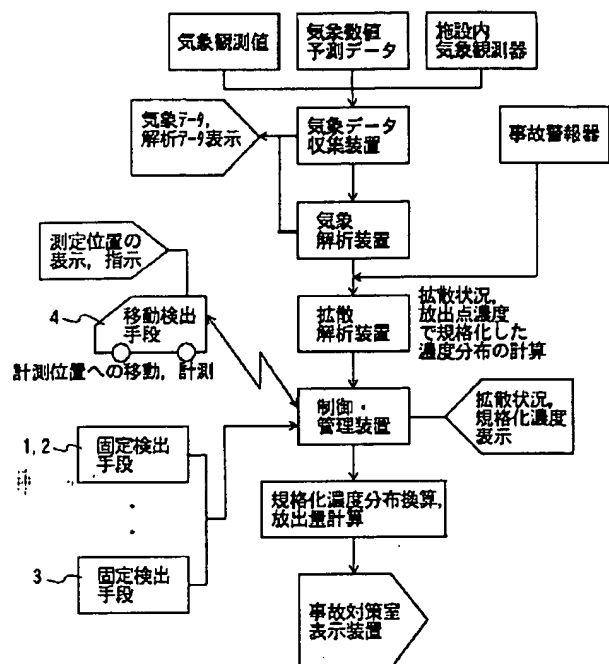 気象観測値
気象数値
予測データ
施設内
気象観測器
気象データ,
解析データ表示
気象データ
収集装置
事故警報器
気象
解析装置
測定位置の
表示, 指示
4
移動検出
手段
計測位置への移動, 計測
拡散
解析装置
拡散状況,
放出点濃度
で規格化した
濃度分布の計算
制御・
管理装置
拡散状況,
規格化濃度
表示
1, 2
固定検出
手段
・
・
3
固定検出
手段
規格化濃度分布換算,
放出量計算
事故対策室
表示装置